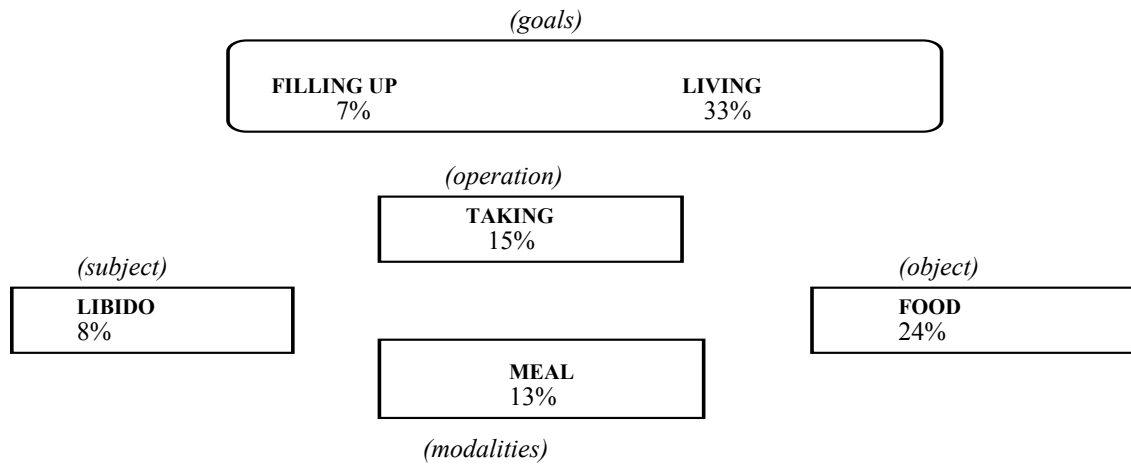 (goals)
FILLING UP LIVING
7% 33%
(operation)
TAKING
15%
(subject) (object)
LIBIDO FOOD
8% 24%
MEAL
13%
(modalities)